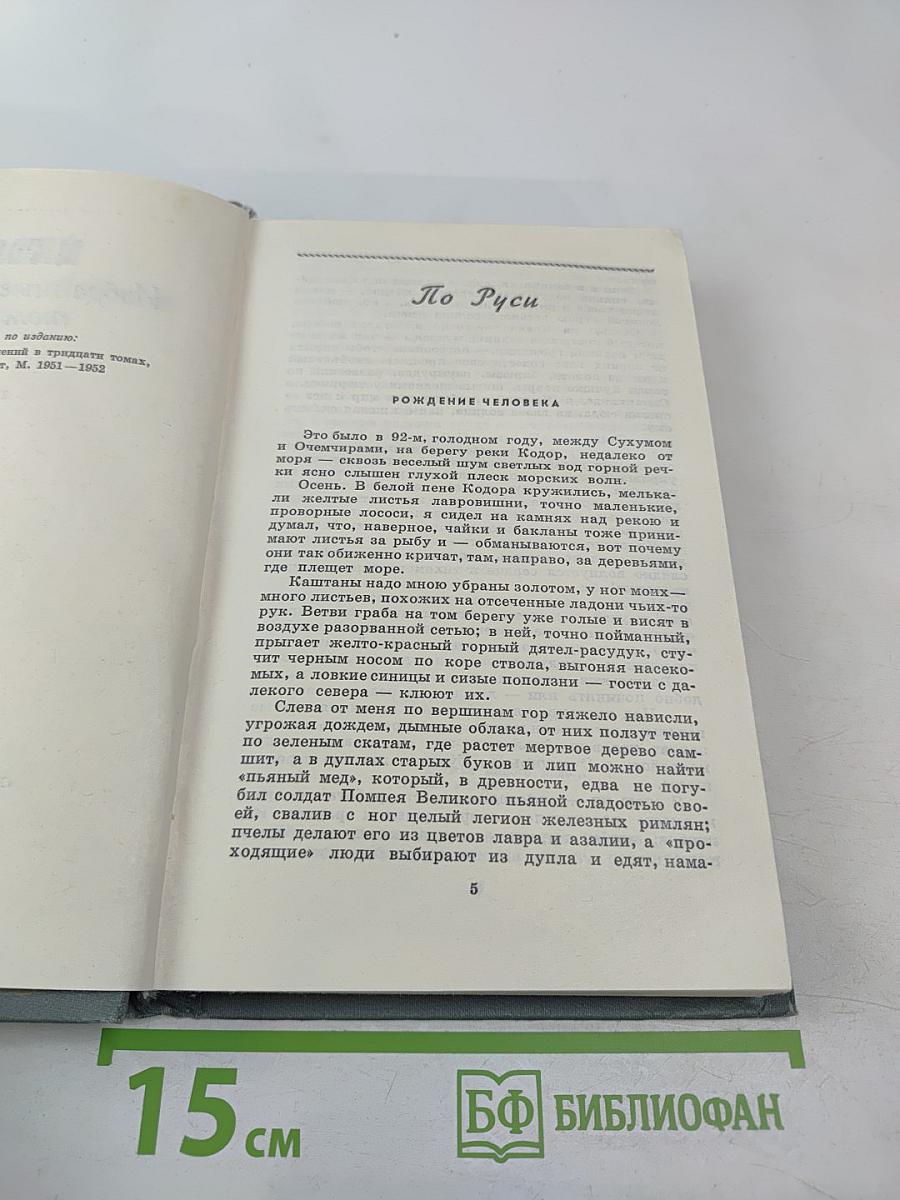 по изданию:
ений в тридцати томах,
т, М. 1951—1952
По Руси
РОЖДЕНИЕ ЧЕЛОВЕКА
Это было в 92-м, голодном году, между Сухумом
и Очемчирами, на берегу реки Кодор, недалеко от
моря — сквозь веселый шум светлых вод горной реч-
ки ясно слышен глухой плеск морских волн.
Осень. В белой пене Кодора кружились, мелька-
ли желтые листья лавровишни, точно маленькие,
проворные лососи, я сидел на камнях над рекою и
думал, что, наверное, чайки и бакланы тоже прини-
мают листья за рыбу и — обманываются, вот почему
они так обиженно кричат, там, направо, за деревьями,
где плещет море.
Каштаны надо мною убраны золотом, у ног моих—
много листьев, похожих на отсеченные ладони чьих-то
рук. Ветви граба на том берегу уже голые и висят в
воздухе разорванной сетью; в ней, точно пойманный,
прыгает желто-красный горный дятел-расудук, сту-
чит черным носом по коре ствола, выгоняя насеко-
мых, а ловкие синицы и сизые поползни — гости с да-
лекого севера — клюют их.
Слева от меня по вершинам гор тяжело нависли,
угрожая дождем, дымные облака, от них ползут тени
по зеленым скатам, где растет мертвое дерево сам-
шит, а в дуплах старых буков и лип можно найти
«пьяный мед», который, в древности, едва не погу-
бил солдат Помпея Великого пьяной сладостью сво-
ей, свалив с ног целый легион железных римлян;
пчелы делают его из цветов лавра и азалии, а «про-
ходящие» люди выбирают из дупла и едят, нама-
5
15 см
БФ БИБЛИОФАН